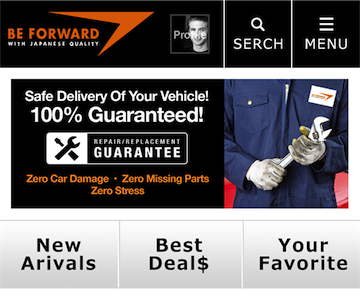 BE FORWARD
WITH JAPANESE QUALITY
Profile
SERCH
MENU
Safe Delivery Of Your Vehicle!
100% Guaranteed!
REPAIR/REPLACEMENT
GUARANTEE
Zero Car Damage • Zero Missing Parts
Zero Stress
New
Arivals
Best
Deal$
Your
Favorite